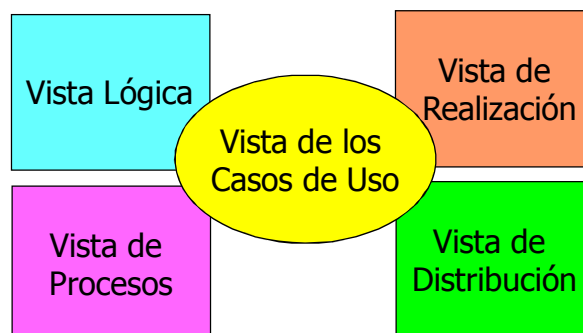 Vista Lógica
Vista de
Realización
Vista de los
Casos de Uso
Vista de
Procesos
Vista de
Distribución